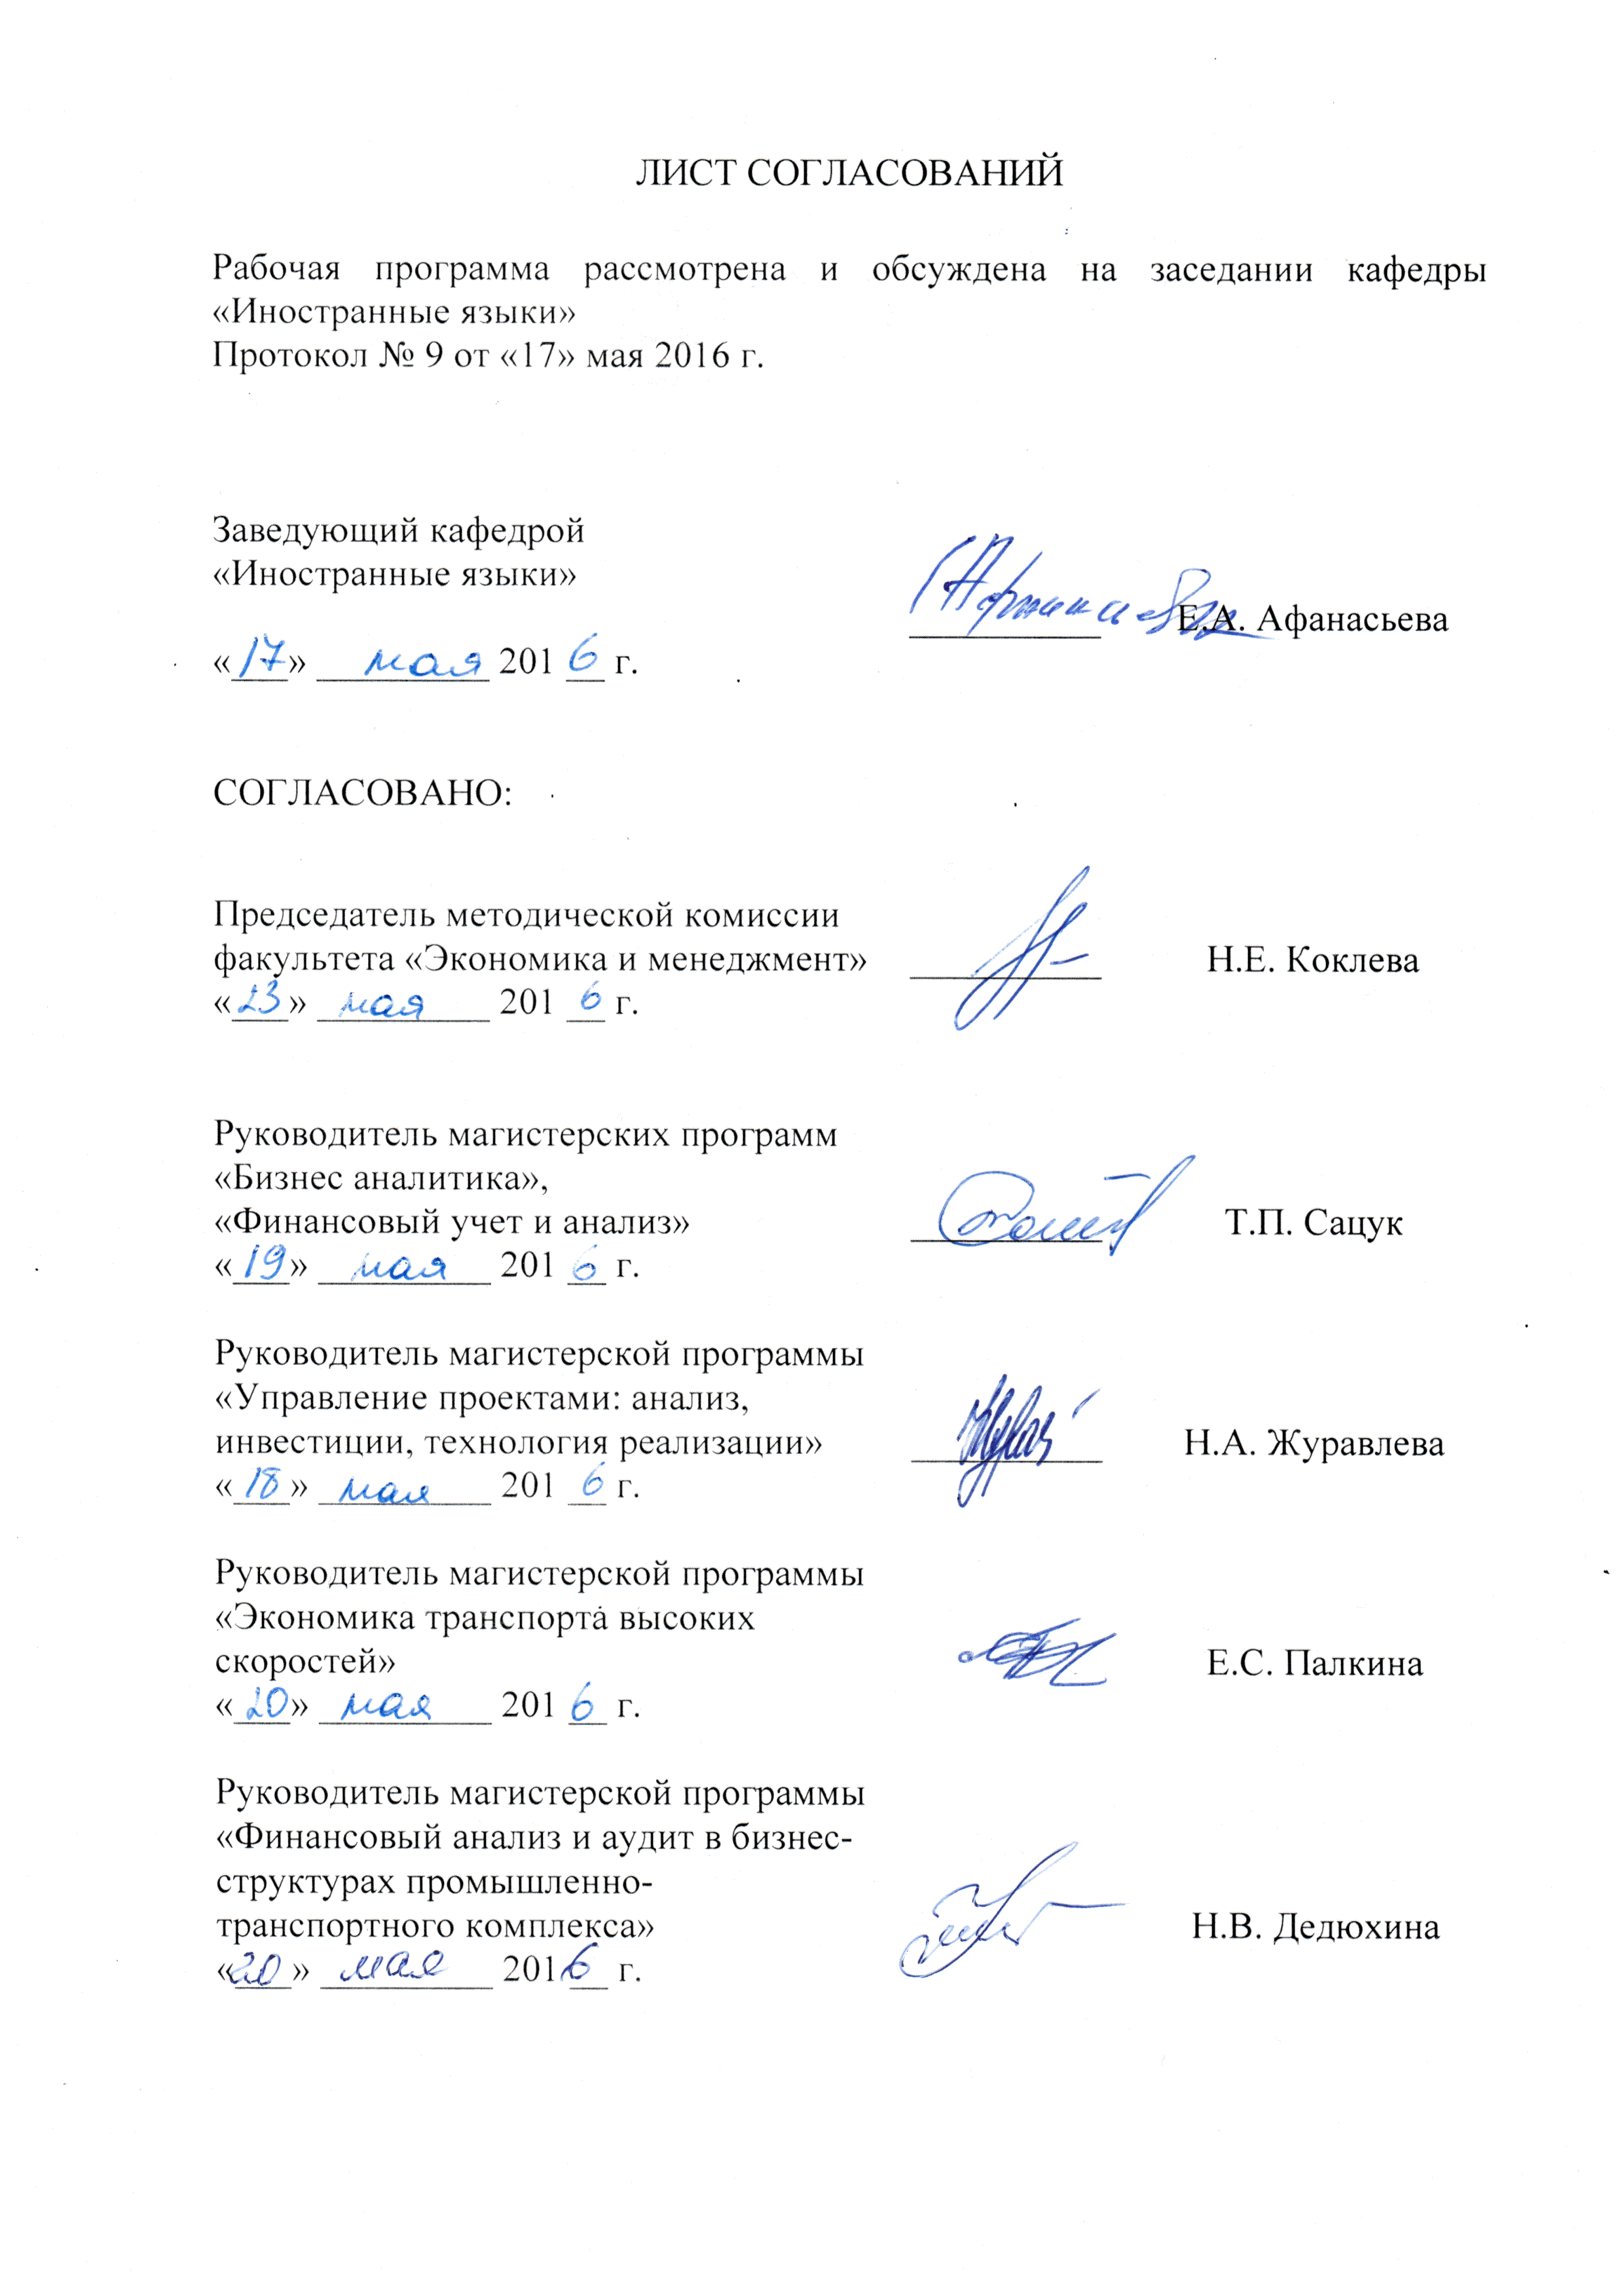 ЛИСТ СОГЛАСОВАНИЙ
Рабочая программа рассмотрена и обсуждена на заседании кафедры
«Иностранные языки»
Протокол № 9 от «17» мая 2016 г.
Заведующий кафедрой
«Иностранные языки»
Е.А. Афанасьева
«17» мая 2016 г.
СОГЛАСОВАНО:
Председатель методической комиссии
факультета «Экономика и менеджмент» Н.Е. Коклева
«23» мая 2016 г.
Руководитель магистерских программ
«Бизнес аналитика»,
«Финансовый учет и анализ» Т.П. Сацук
«19» мая 2016 г.
Руководитель магистерской программы
«Управление проектами: анализ,
инвестиции, технология реализации» Н.А. Журавлева
«18» мая 2016 г.
Руководитель магистерской программы
«Экономика транспорта высоких
скоростей» Е.С. Палкина
«20» мая 2016 г.
Руководитель магистерской программы
«Финансовый анализ и аудит в бизнес-
структурах промышленно-
транспортного комплекса» Н.В. Дедюхина
«20» мая 2016 г.